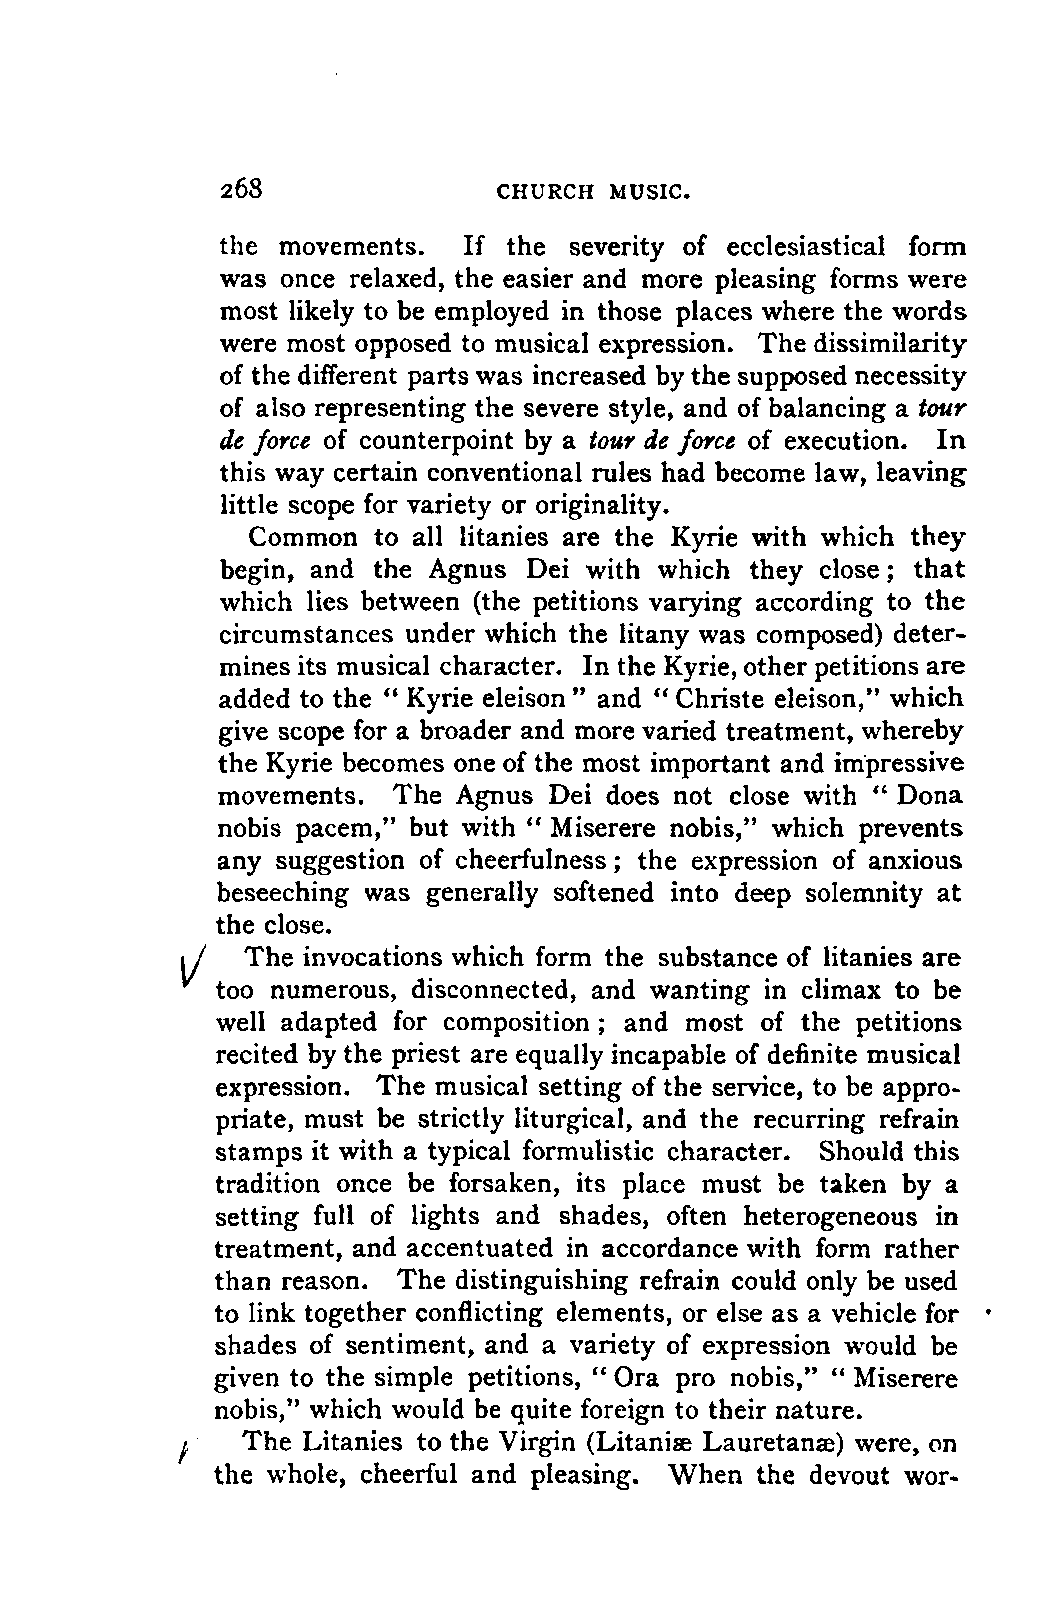 268 CHURCH MUSIC.
the movements. If the severity of ecclesiastical form
was once relaxed, the easier and more pleasing forms were
most likely to be employed in those places where the words
were most opposed to musical expression. The dissimilarity
of the different parts was increased by the supposed necessity
of also representing the severe style, and of balancing a tour
de force of counterpoint by a tour de force of execution. In
this way certain conventional rules had become law, leaving
little scope for variety or originality.
Common to all litanies are the Kyrie with which they
begin, and the Agnus Dei with which they close; that
which lies between (the petitions varying according to the
circumstances under which the litany was composed) deter-
mines its musical character. In the Kyrie, other petitions are
added to the "Kyrie eleison" and "Christe eleison," which
give scope for a broader and more varied treatment, whereby
the Kyrie becomes one of the most important and impressive
movements. The Agnus Dei does not close with "Dona
nobis pacem," but with "Miserere nobis," which prevents
any suggestion of cheerfulness; the expression of anxious
beseeching was generally softened into deep solemnity at
the close.
The invocations which form the substance of litanies are
too numerous, disconnected, and wanting in climax to be
well adapted for composition; and most of the petitions
recited by the priest are equally incapable of definite musical
expression. The musical setting of the service, to be appro-
priate, must be strictly liturgical, and the recurring refrain
stamps it with a typical formulistic character. Should this
tradition once be forsaken, its place must be taken by a
setting full of lights and shades, often heterogeneous in
treatment, and accentuated in accordance with form rather
than reason. The distinguishing refrain could only be used
to link together conflicting elements, or else as a vehicle for
shades of sentiment, and a variety of expression would be
given to the simple petitions, "Ora pro nobis," "Miserere
nobis," which would be quite foreign to their nature.
The Litanies to the Virgin (Litaniæ Lauretanæ) were, on
the whole, cheerful and pleasing. When the devout wor-